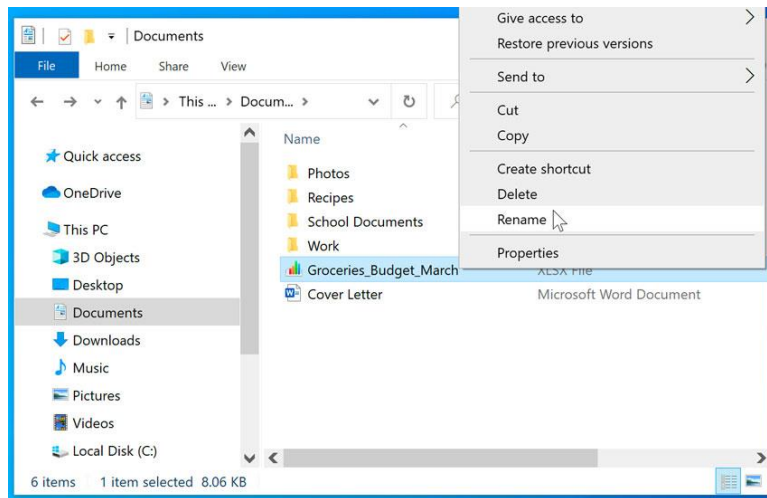 Documents
File Home Share View
This ... Docum...
Name
Quick access
OneDrive
This PC
3D Objects
Desktop
Documents
Downloads
Music
Pictures
Videos
Local Disk (C:)
Photos
Recipes
School Documents
Work
Groceries_Budget_March XLSX File
Cover Letter Microsoft Word Document
Give access to
Restore previous versions
Send to
Cut
Copy
Create shortcut
Delete
Rename
Properties
6 items 1 item selected 8.06 KB